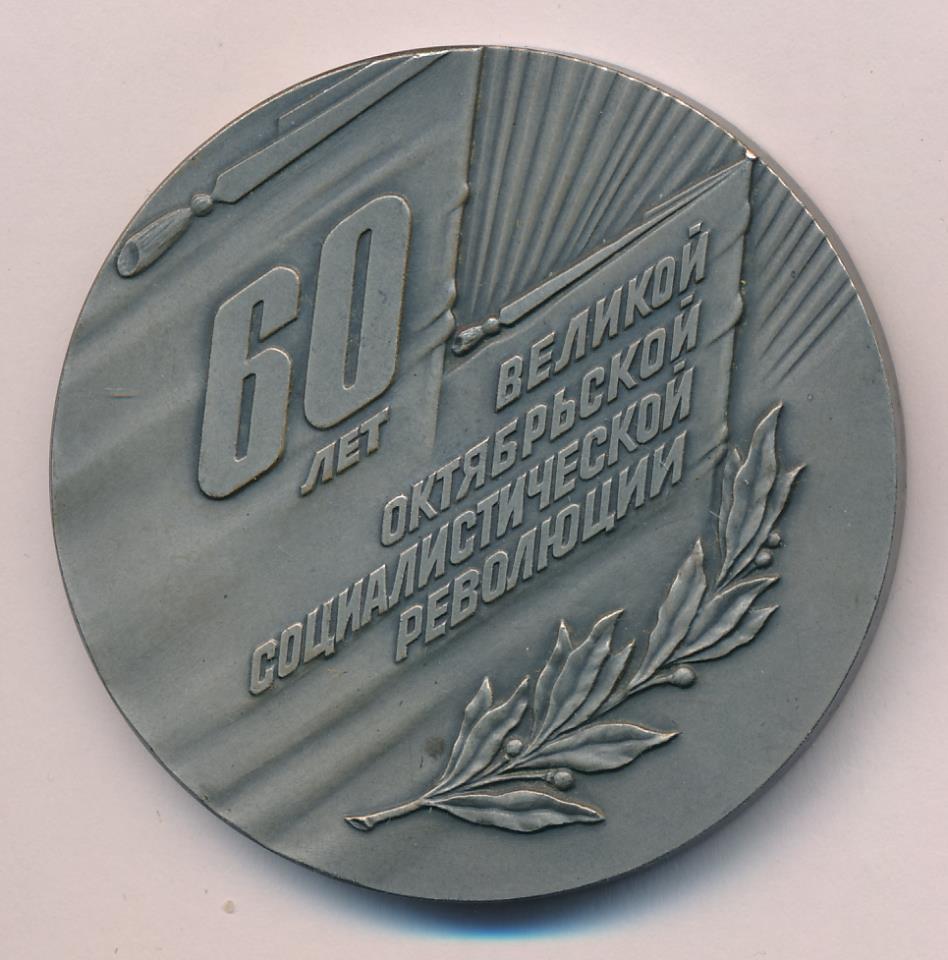 60
ЛЕТ
ВЕЛИКОЙ
ОКТЯБРЬСКОЙ
СОЦИАЛИСТИЧЕСКОЙ
РЕВОЛЮЦИИ